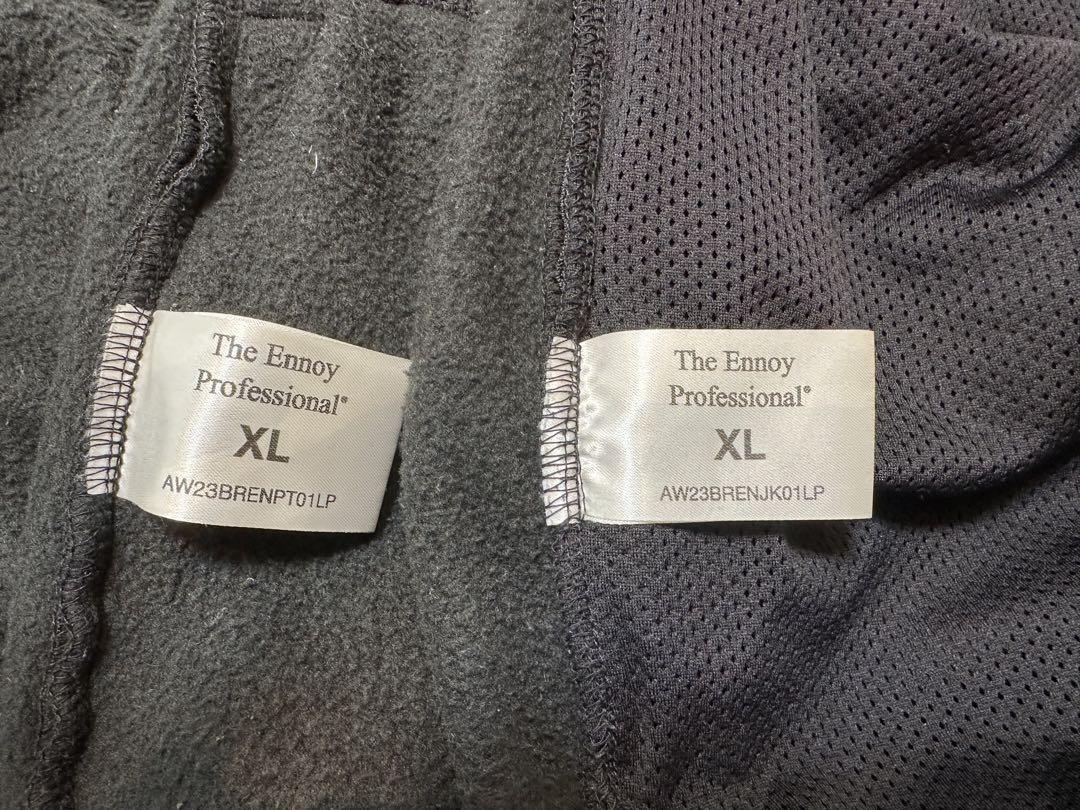 The Ennoy
Professional®
XL
AW23BRENPT01LP
The Ennoy
Professional®
XL
AW23BRENJK01LP